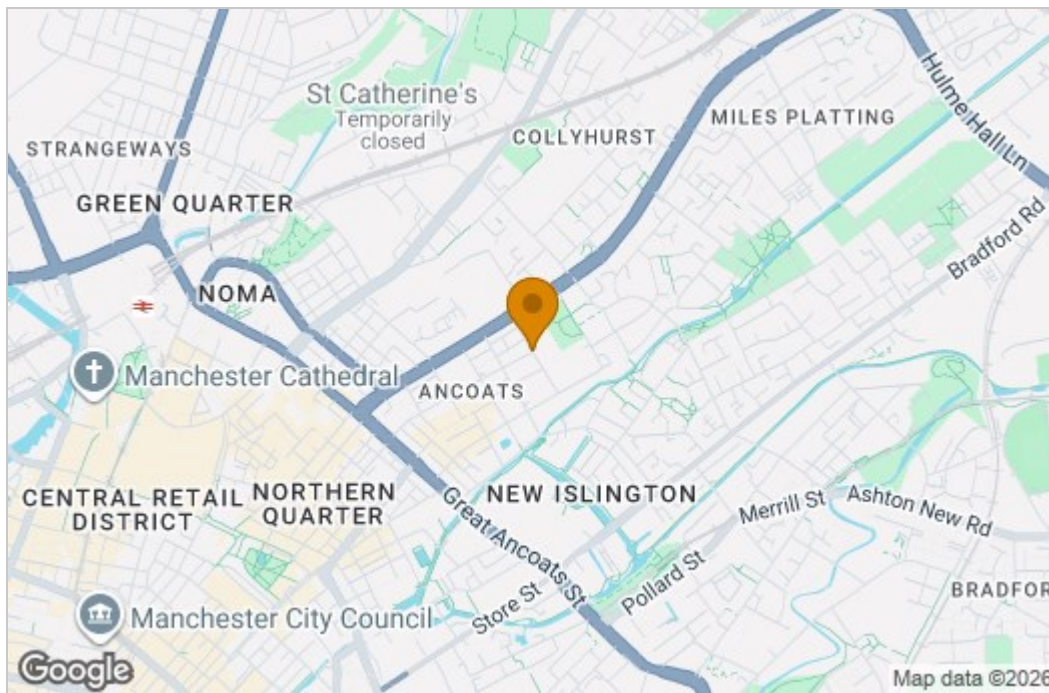 St Catherine's
Temporarily
closed
COLLYHURST
MILES PLATTING
Hulme Hall Ln
STRANGEWAYS
GREEN QUARTER
Bradford Rd
NOMA
Manchester Cathedral
ANCOATS
CENTRAL RETAIL
DISTRICT
NORTHERN
QUARTER
NEW ISLINGTON
Great Ancoats St
Merrill St
Ashton New Rd
Store St
Pollard St
BRADFOR
Manchester City Council
Google
Map data ©2026